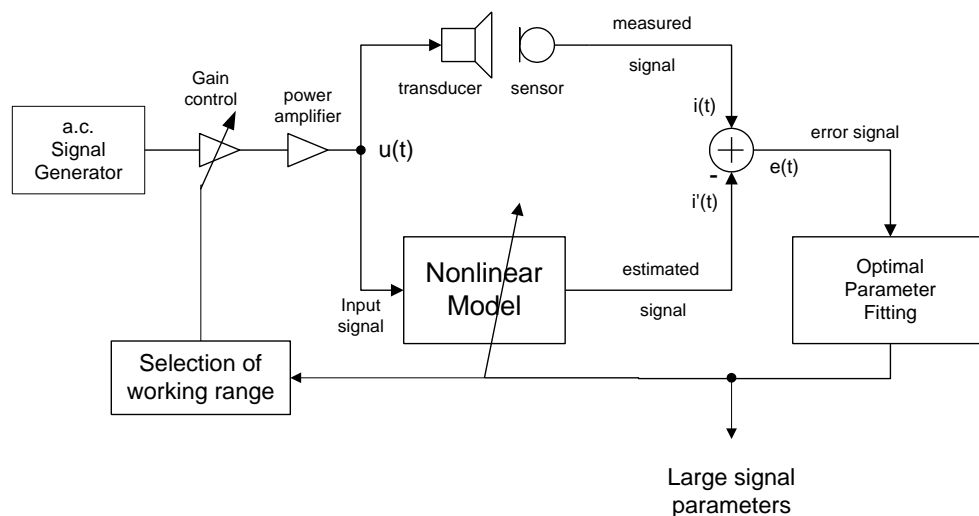 measured
signal
transducer
sensor
Gain
control
power
amplifier
a.c.
Signal
Generator
u(t)
i(t)
+
-
i'(t)
e(t)
error signal
Nonlinear
Model
Input
signal
estimated
signal
Optimal
Parameter
Fitting
Selection of
working range
Large signal
parameters